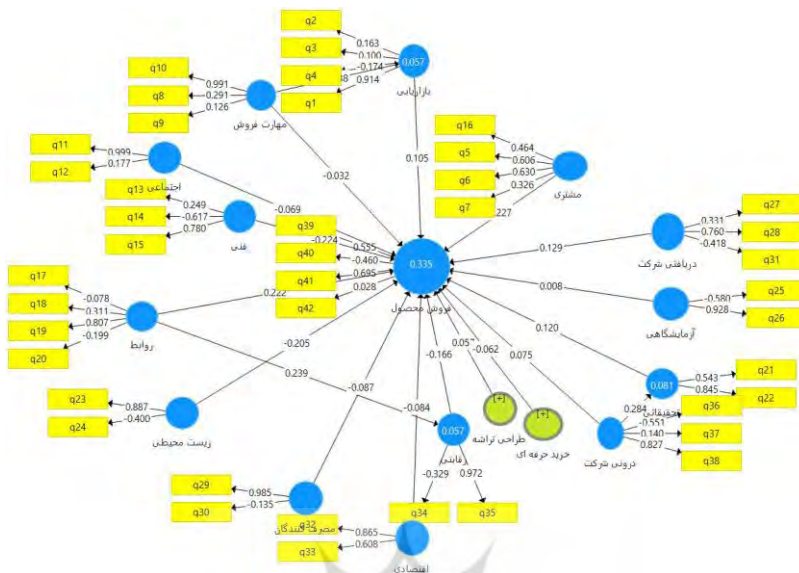 q2
q3
q4
q1
0.163
0.100
-0.174
0.914
0.057
بازاریابی
q10
q8
q9
0.991
0.291
0.126
مهارت فروش
0.105
-0.032
q11
q12
0.999
0.177
اجتماعی
-0.069
q13
q14
q15
0.249
-0.617
0.780
فنی
-0.224
q16
q5
q6
q7
0.464
0.606
0.630
0.326
مشتری
q39
q40
q41
q42
0.555
-0.460
0.695
0.028
0.335
فروش محصول
q27
q28
q31
0.331
0.760
-0.418
دریافتی شرکت
0.129
q17
q18
q19
q20
-0.078
0.311
0.807
-0.199
روابط
0.222
0.239
q25
q26
-0.580
0.928
آزمایشگاهی
0.008
q23
q24
0.887
-0.400
زیست محیطی
-0.205
q21
q22
0.543
0.845
0.081
تحقیقاتی
0.120
q36
q37
q38
-0.551
0.140
0.827
درونی شرکت
0.284
0.075
[+]
طراحی تراشه
[+]
خرید حرفه ای
-0.062
-0.166
0.057
رقابتی
-0.329
0.972
q34
q35
q29
q30
0.985
-0.135
مصرف کنندگان
-0.087
q32
q33
0.865
0.608
اقتصادی
-0.084